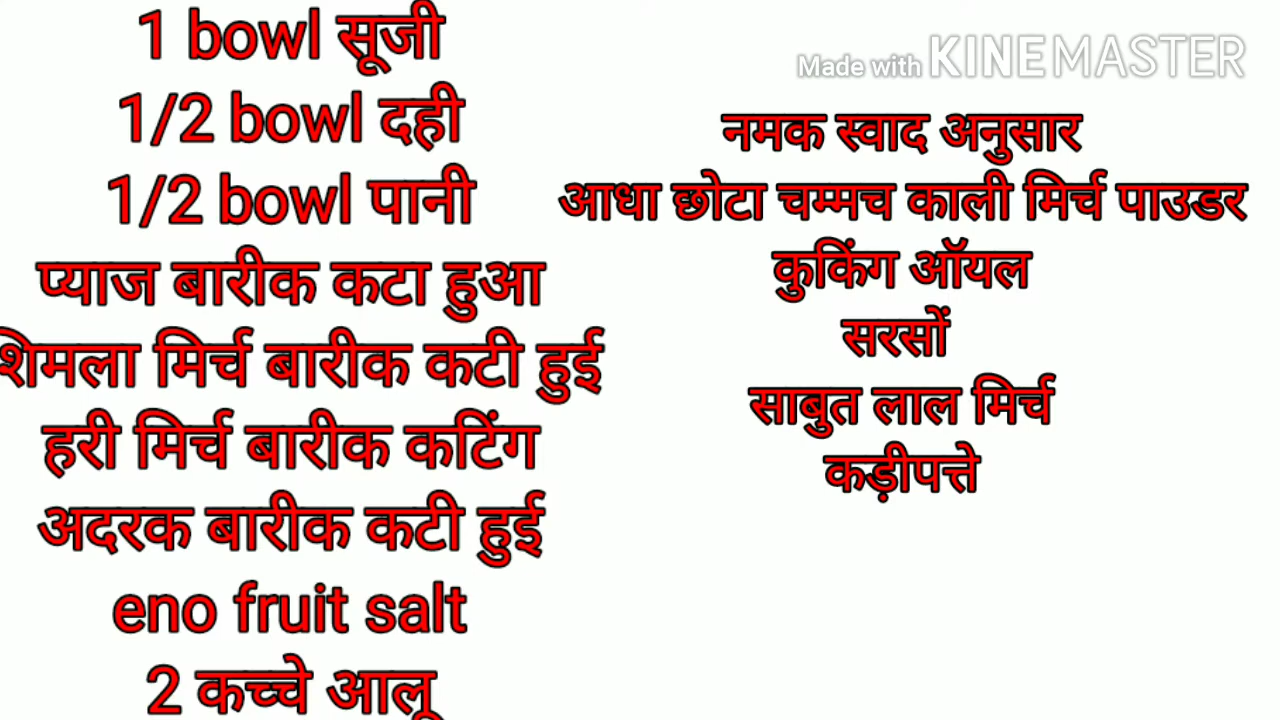 1 bowl सूजी
1/2 bowl दही
1/2 bowl पानी
प्याज बारीक कटा हुआ
शिमला मिर्च बारीक कटी हुई
हरी मिर्च बारीक कटिंग
अदरक बारीक कटी हुई
eno fruit salt
2 कच्चे आलू
Made with KINEMASTER
नमक स्वाद अनुसार
आधा छोटा चम्मच काली मिर्च पाउडर
कुकिंग ऑयल
सरसों
साबुत लाल मिर्च
कड़ीपत्ते